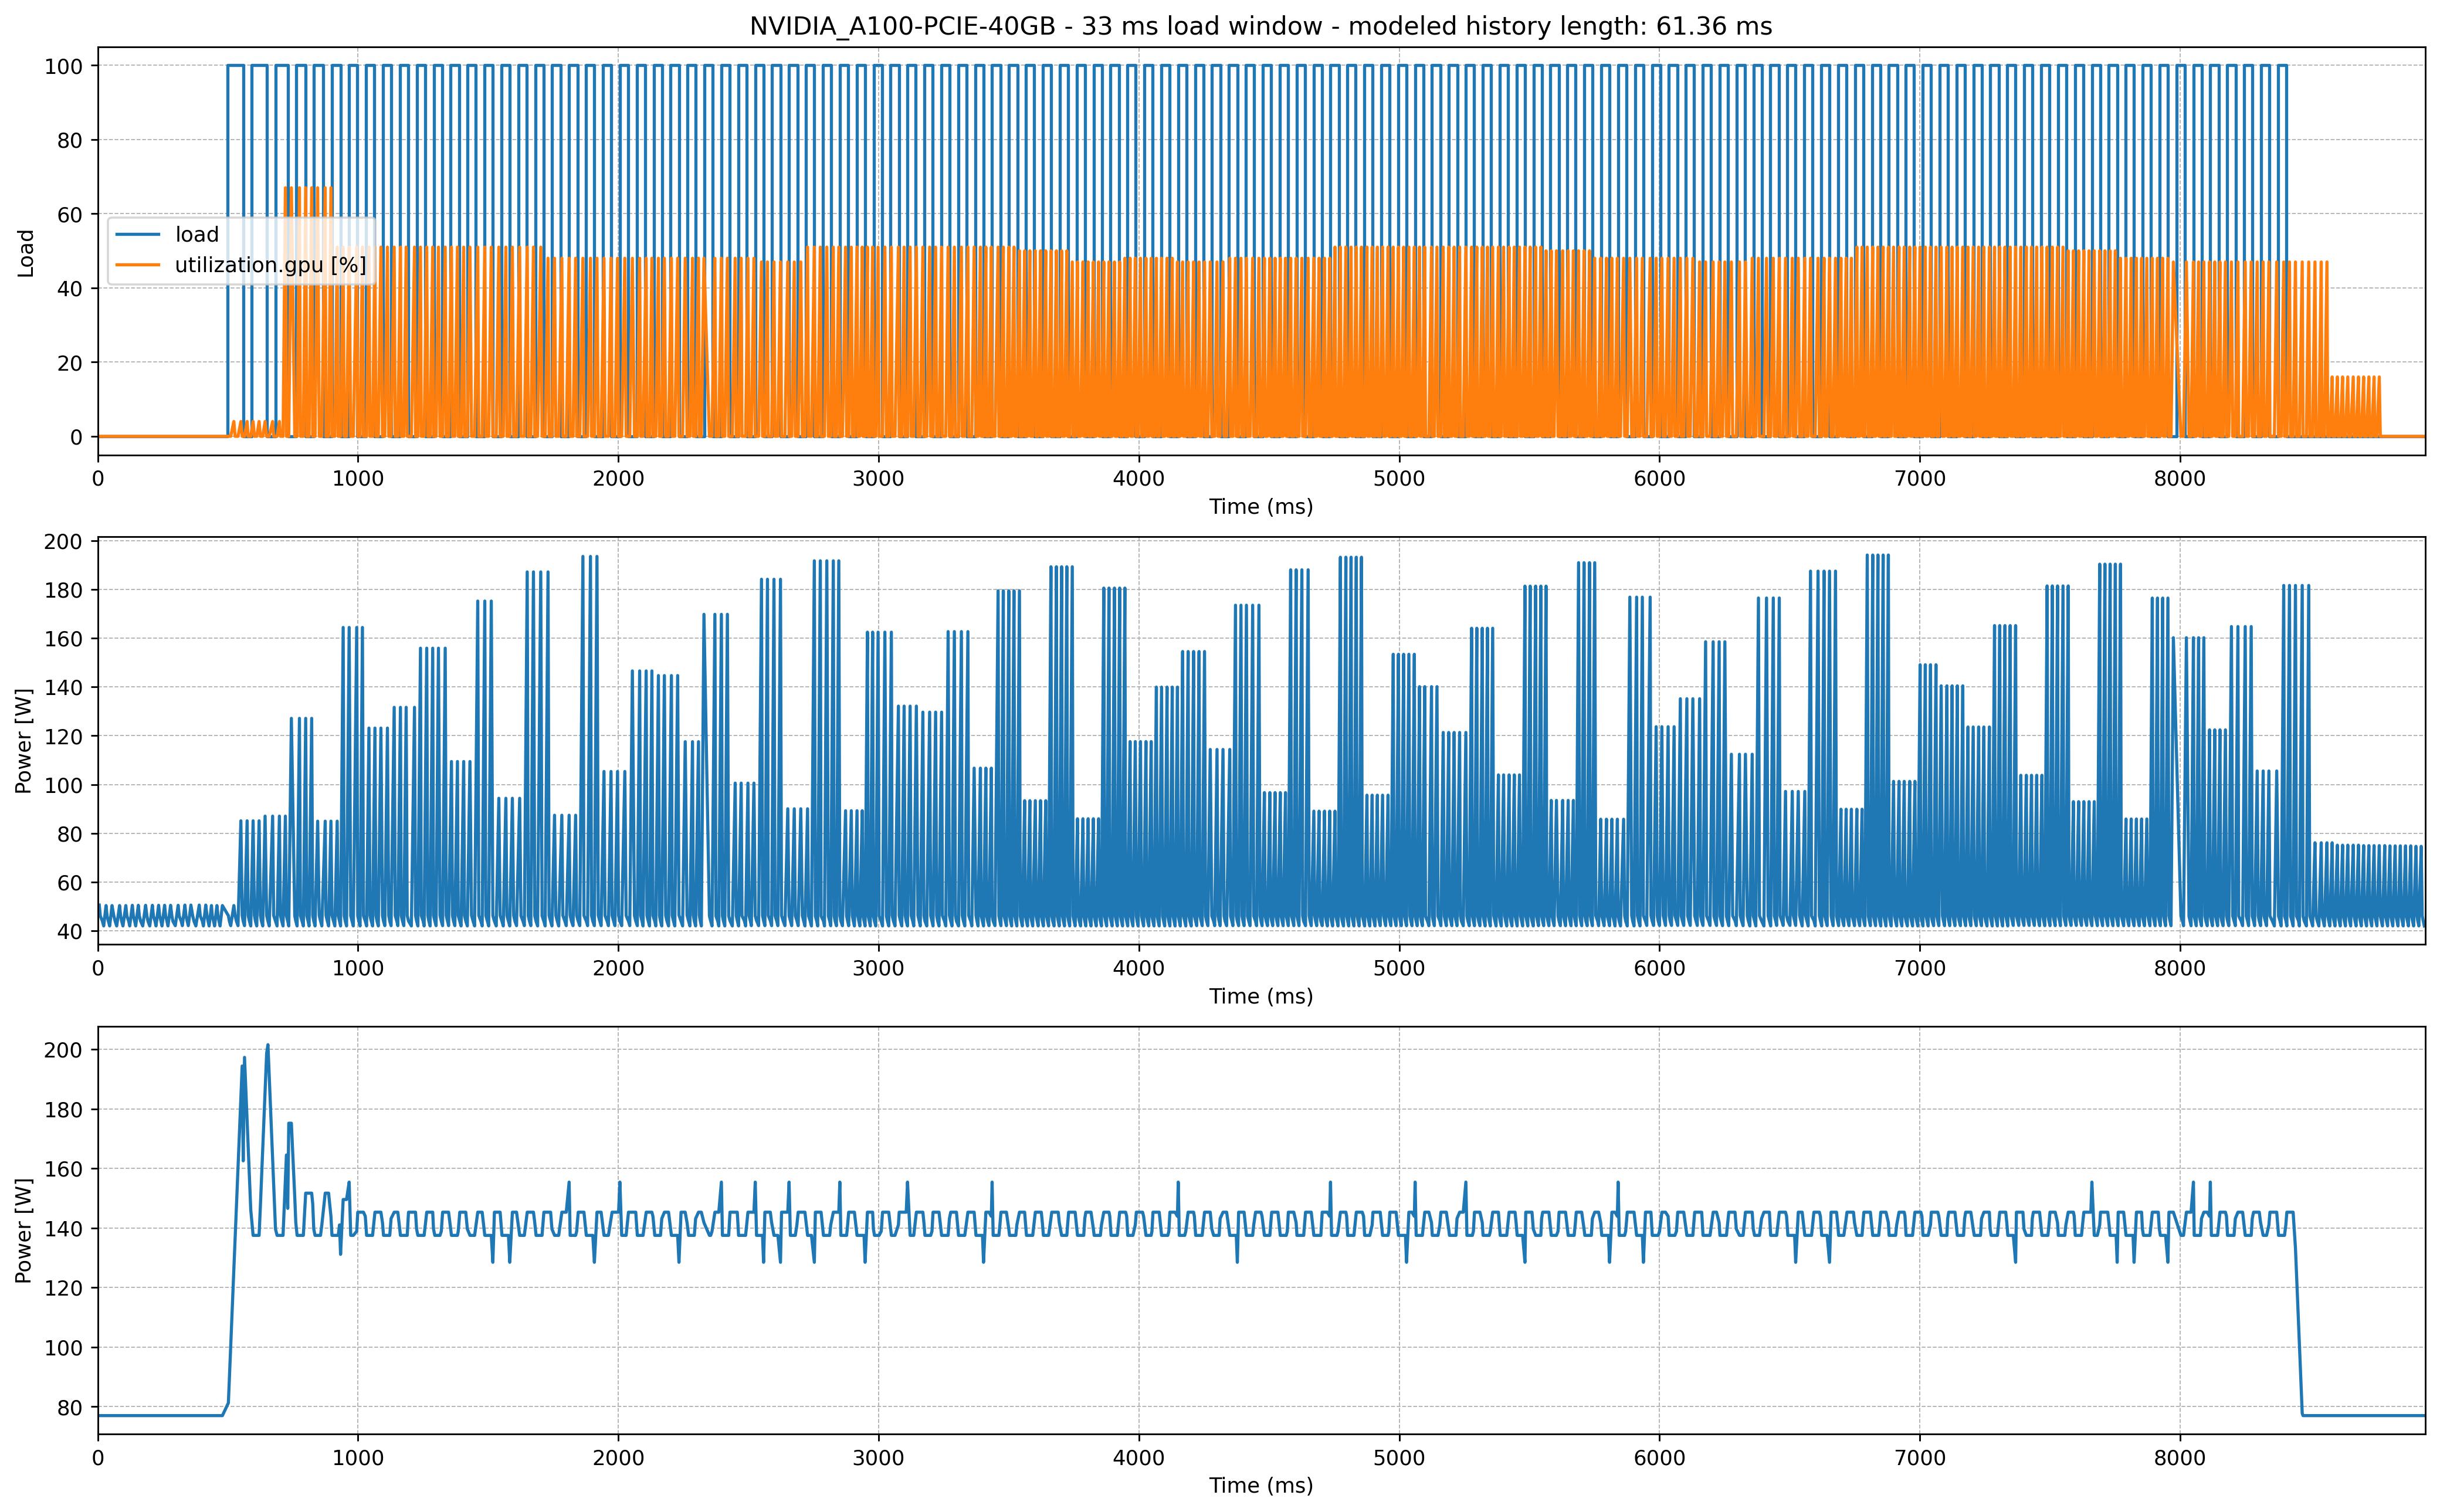 NVIDIA_A100-PCIE-40GB - 33 ms load window - modeled history length: 61.36 ms
100
80
60
40
20
0
Load
load
utilization.gpu [%]
0 1000 2000 3000 4000 5000 6000 7000 8000
Time (ms)
200
180
160
140
120
100
80
60
40
Power [W]
0 1000 2000 3000 4000 5000 6000 7000 8000
Time (ms)
200
180
160
140
120
100
80
Power [W]
0 1000 2000 3000 4000 5000 6000 7000 8000
Time (ms)